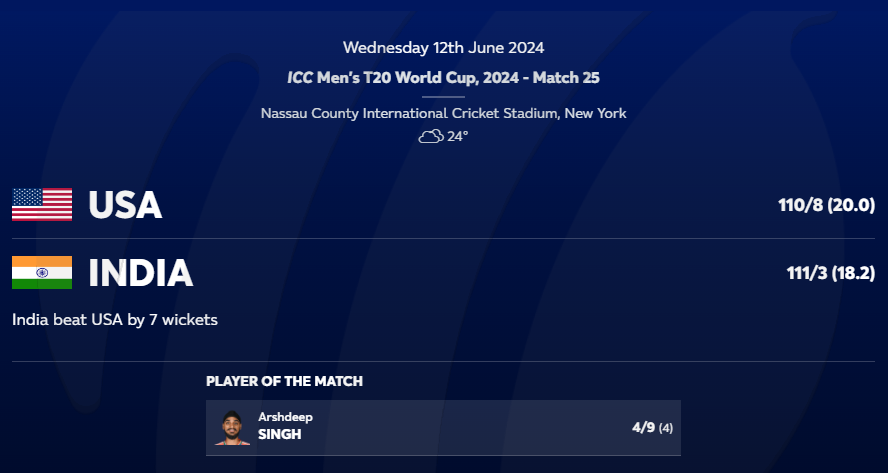 Wednesday 12th June 2024
ICC Men's T20 World Cup, 2024 - Match 25
Nassau County International Cricket Stadium, New York
24°
USA 110/8 (20.0)
INDIA 111/3 (18.2)
India beat USA by 7 wickets
PLAYER OF THE MATCH
Arshdeep
SINGH 4/9 (4)